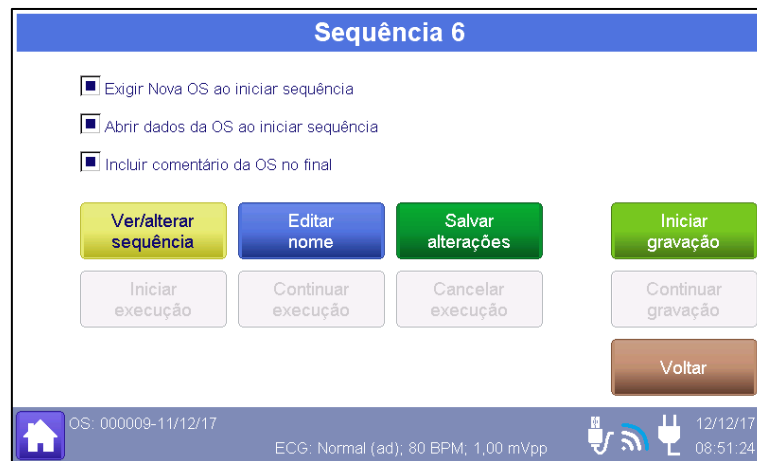 Sequência 6
Exigir Nova OS ao iniciar sequência
Abrir dados da OS ao iniciar sequência
Incluir comentário da OS no final
Ver/alterar
sequência
Editar
nome
Salvar
alterações
Iniciar
gravação
Iniciar
execução
Continuar
execução
Cancelar
execução
Continuar
gravação
Voltar
OS: 000009-11/12/17
ECG: Normal (ad); 80 BPM; 1,00 mVpp
12/12/17
08:51:24